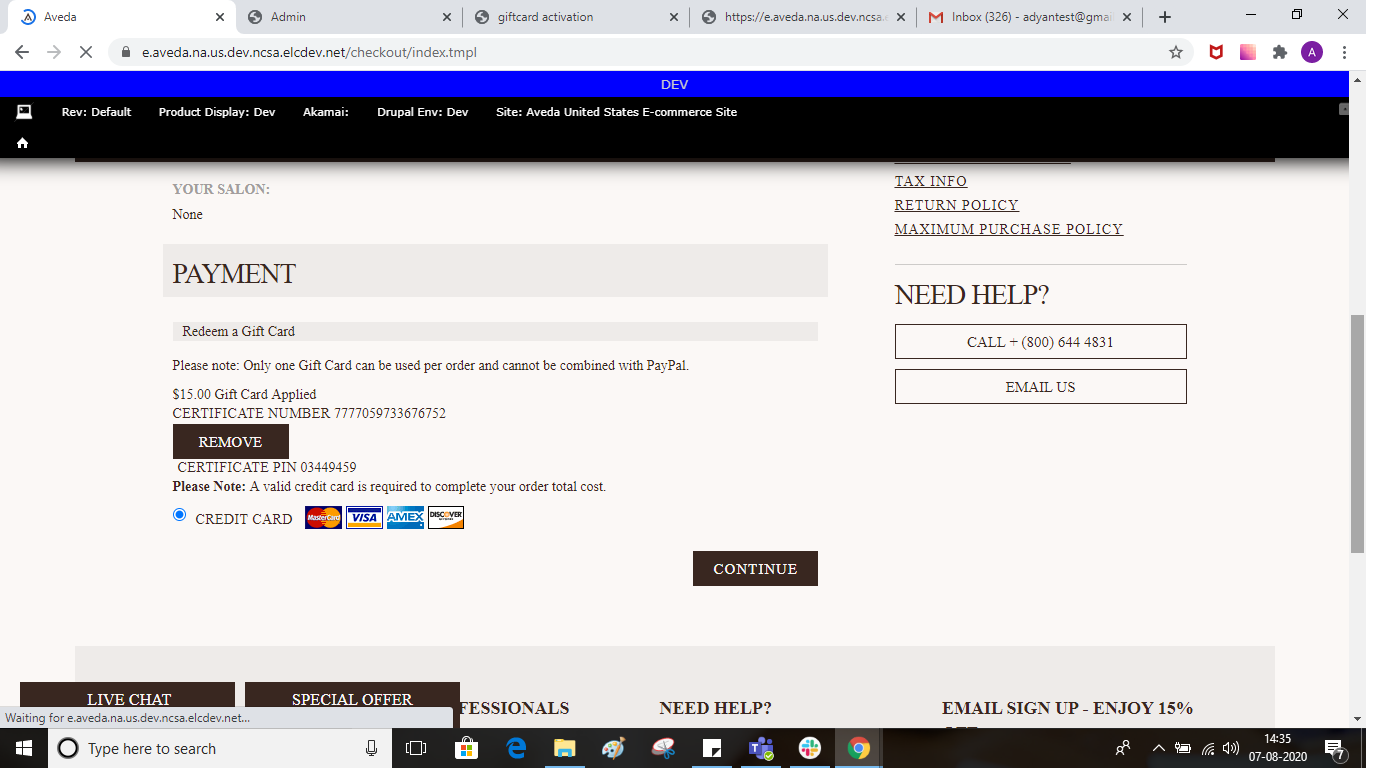 Aveda
Admin
giftcard activation
https://e.aveda.na.us.dev.ncsa.e
Inbox (326) - adyantest@gmai
e.aveda.na.us.dev.ncsa.elcdev.net/checkout/index.tmpl
A
DEV
Rev: Default
Product Display: Dev
Akamai:
Drupal Env: Dev
Site: Aveda United States E-commerce Site
YOUR SALON:
None
PAYMENT
Redeem a Gift Card
Please note: Only one Gift Card can be used per order and cannot be combined with PayPal.
$15.00 Gift Card Applied
CERTIFICATE NUMBER 7777059733676752
REMOVE
CERTIFICATE PIN 03449459
Please Note: A valid credit card is required to complete your order total cost.
CREDIT CARD
MasterCard
VISA
AMEX
DISCOVER
CONTINUE
TAX INFO
RETURN POLICY
MAXIMUM PURCHASE POLICY
NEED HELP?
CALL + (800) 644 4831
EMAIL US
LIVE CHAT
SPECIAL OFFER
FESSIONALS
NEED HELP?
EMAIL SIGN UP - ENJOY 15%
Waiting for e.aveda.na.us.dev.ncsa.elcdev.net...
Type here to search
14:35
07-08-2020
7